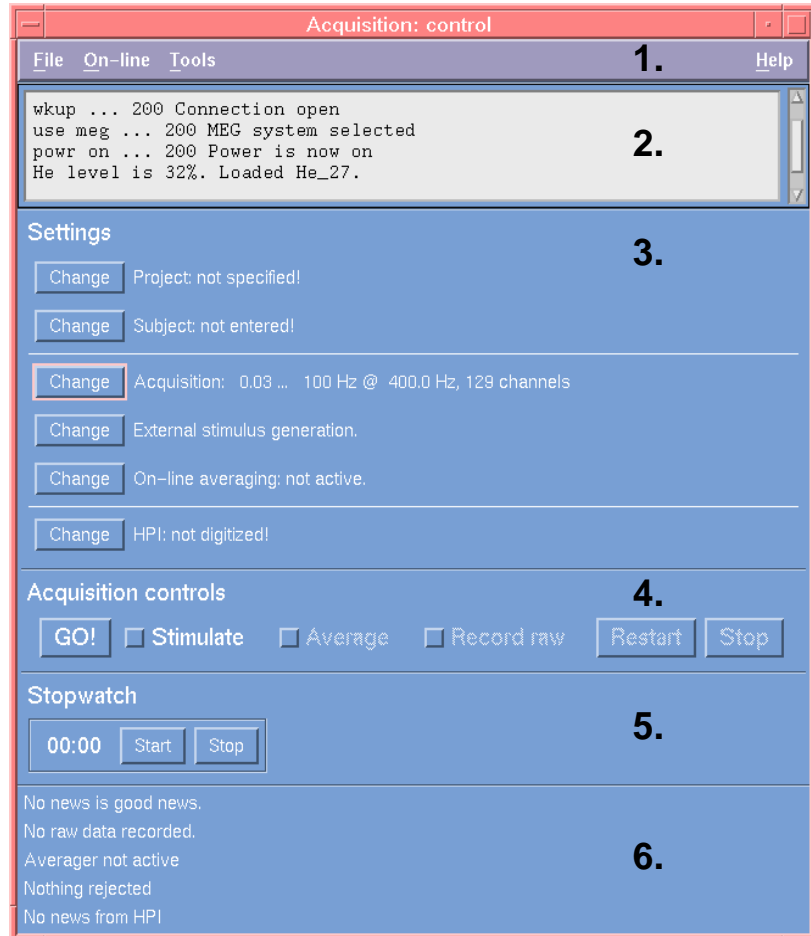 Acquisition: control
File On-line Tools 1. Help
wkup ... 200 Connection open
use meg ... 200 MEG system selected
powr on ... 200 Power is now on
He level is 32%. Loaded He_27.
2.
Settings
3.
Change Project: not specified!
Change Subject: not entered!
Change Acquisition: 0.03 ... 100 Hz @ 400.0 Hz, 129 channels
Change External stimulus generation.
Change On-line averaging: not active.
Change HPI: not digitized!
Acquisition controls
4.
GO! Stimulate Average Record raw Restart Stop
Stopwatch
5.
00:00 Start Stop
No news is good news.
No raw data recorded.
Averager not active
6.
Nothing rejected
No news from HPI